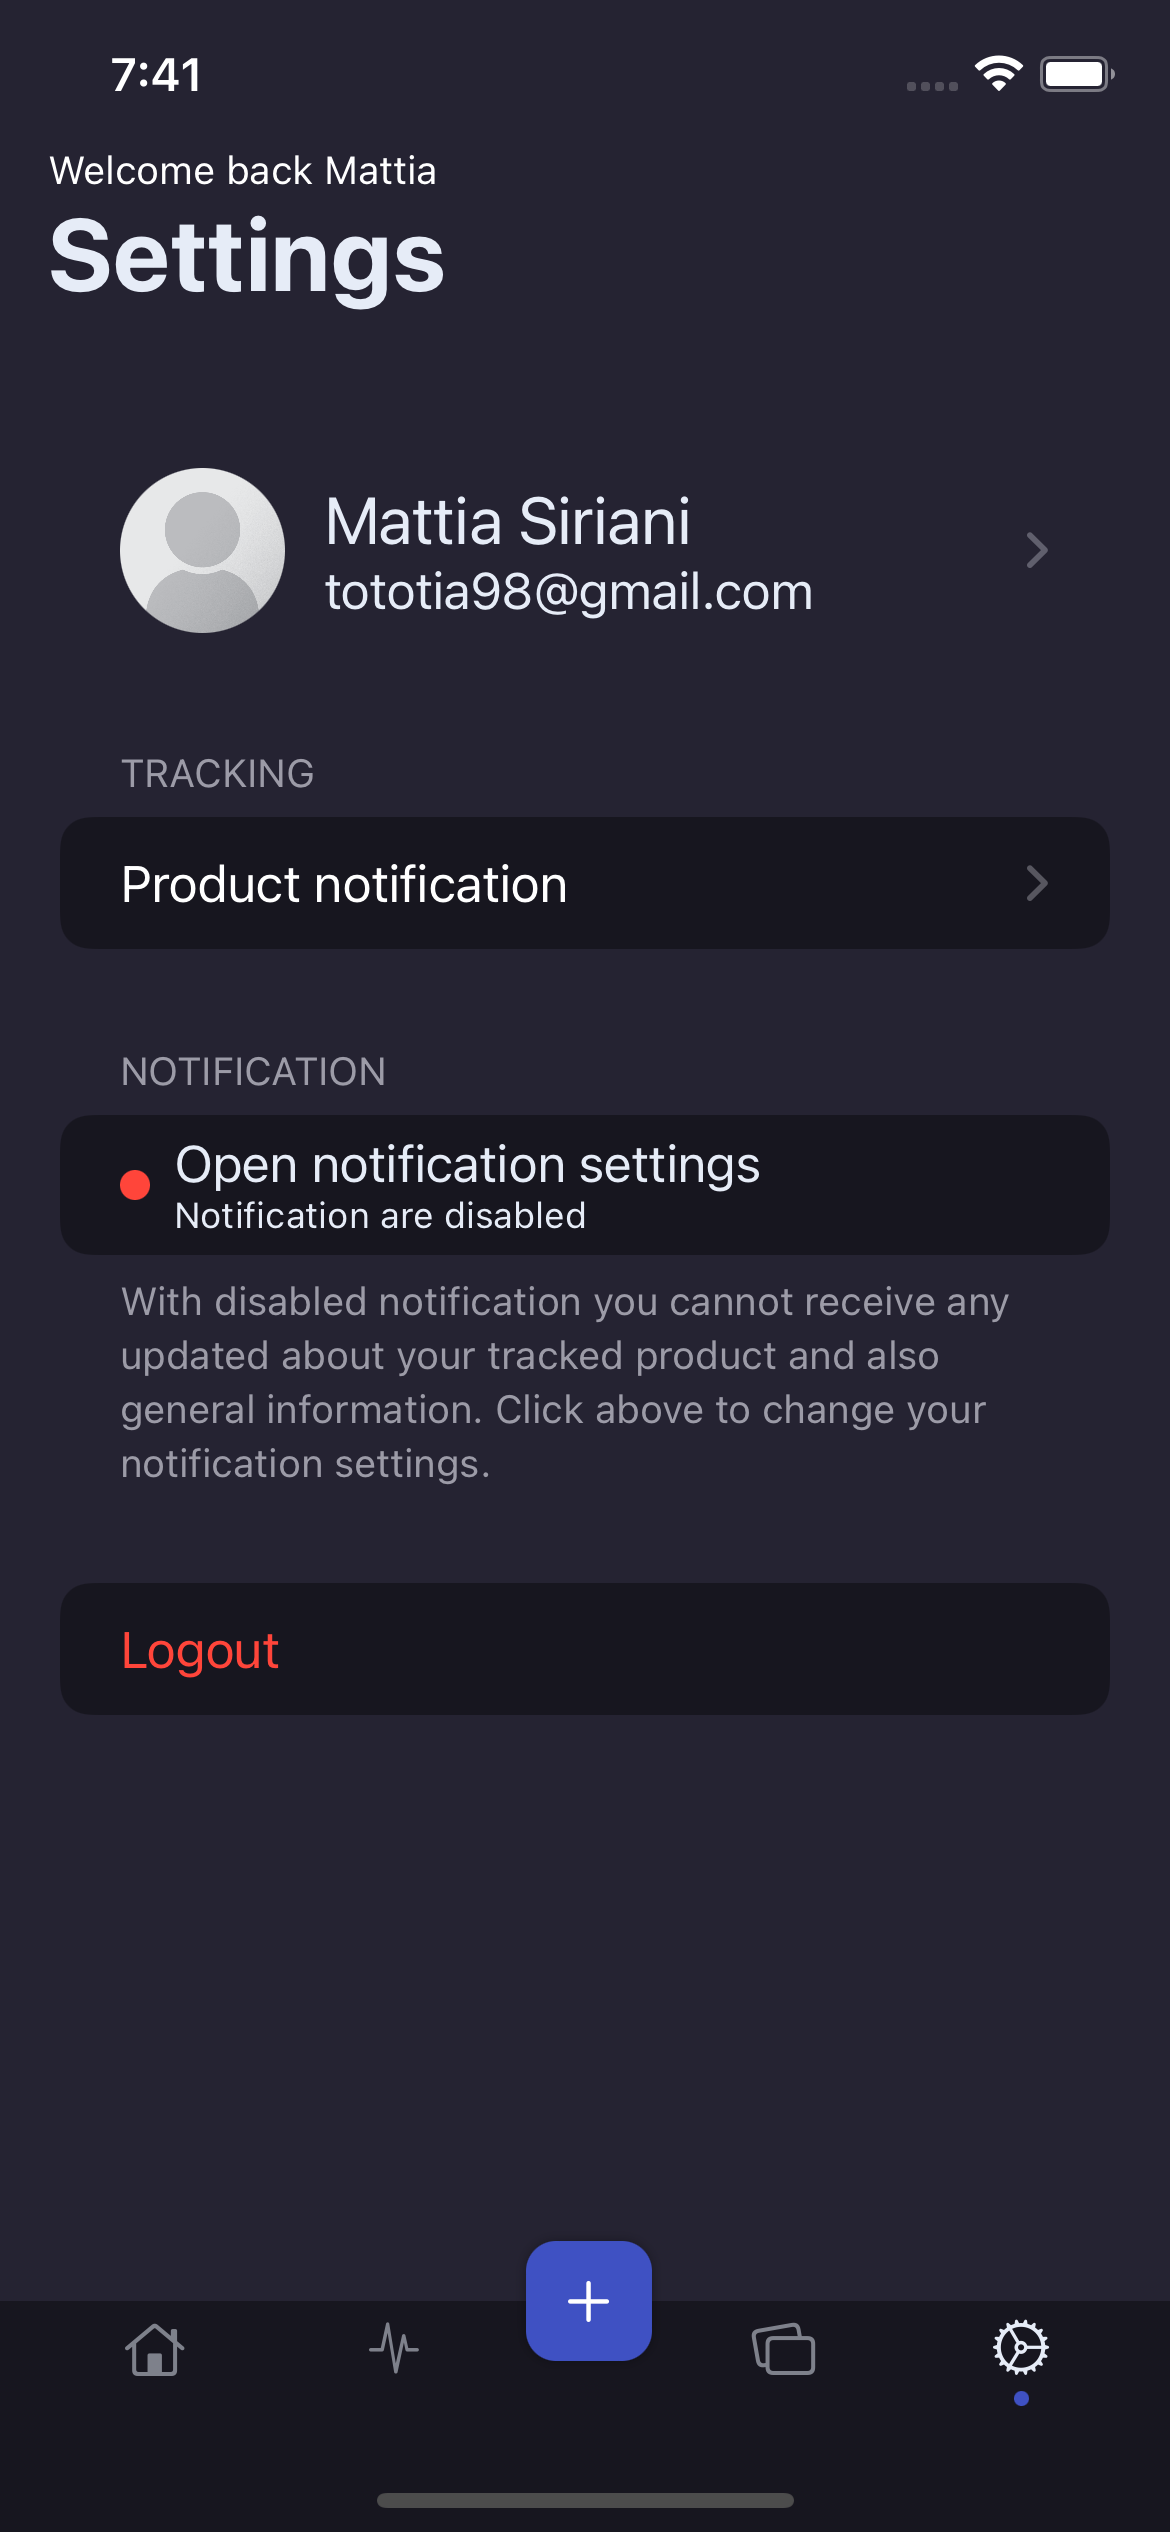 7:41
Welcome back Mattia
Settings
Mattia Siriani
tototia98@gmail.com
TRACKING
Product notification
NOTIFICATION
Open notification settings
Notification are disabled
With disabled notification you cannot receive any
updated about your tracked product and also
general information. Click above to change your
notification settings.
Logout